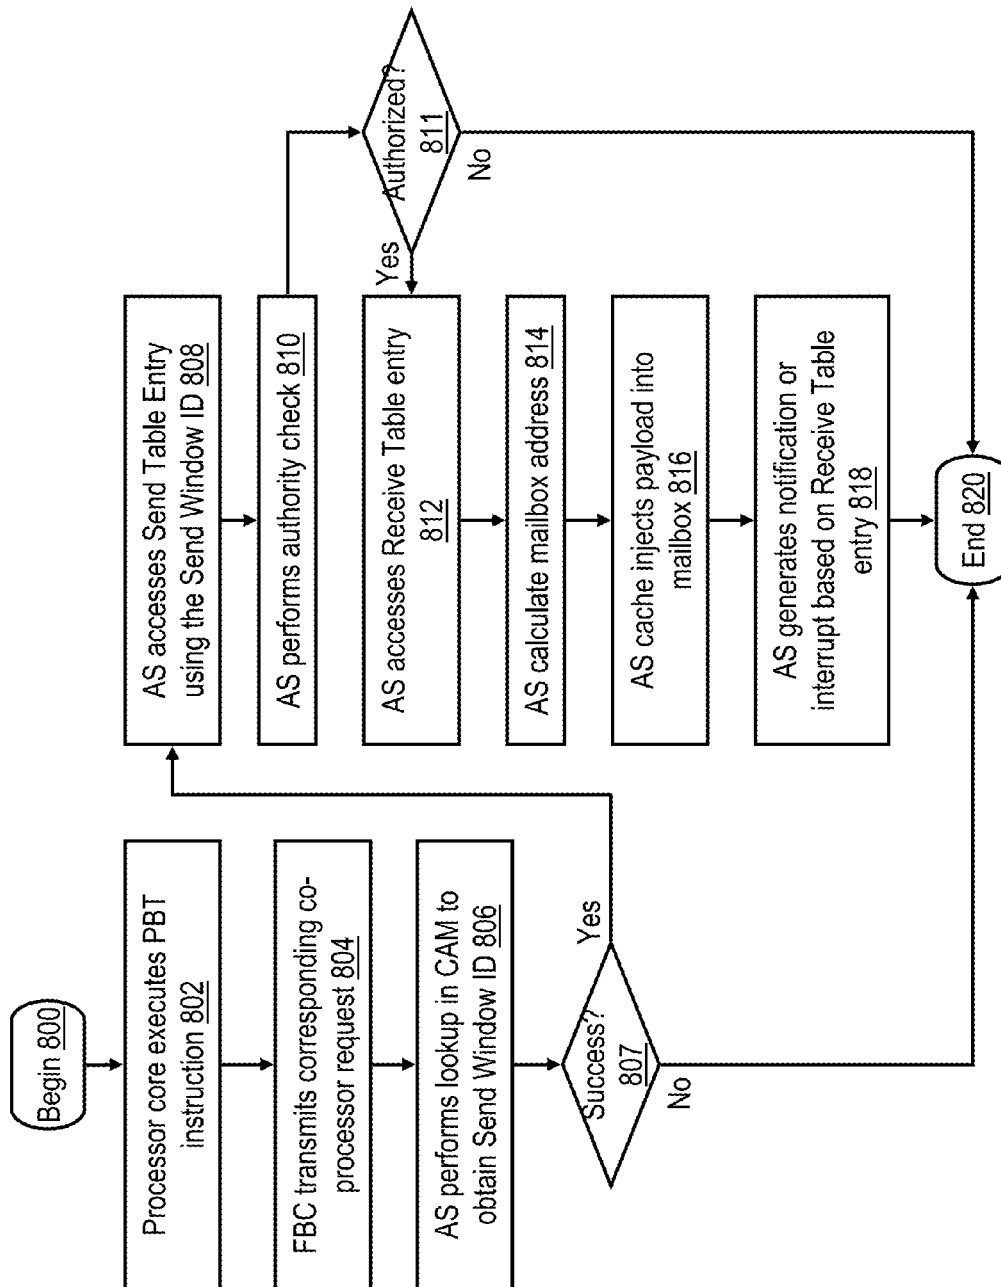 Begin 800
Processor core executes PBT
instruction 802
FBC transmits corresponding co-
processor request 804
AS performs lookup in CAM to
obtain Send Window ID 806
Success?
807
Yes
No
AS accesses Send Table Entry
using the Send Window ID 808
AS performs authority check 810
Authorized?
811
Yes
No
AS accesses Receive Table entry
812
AS calculate mailbox address 814
AS cache injects payload into
mailbox 816
AS generates notification or
interrupt based on Receive Table
entry 818
End 820